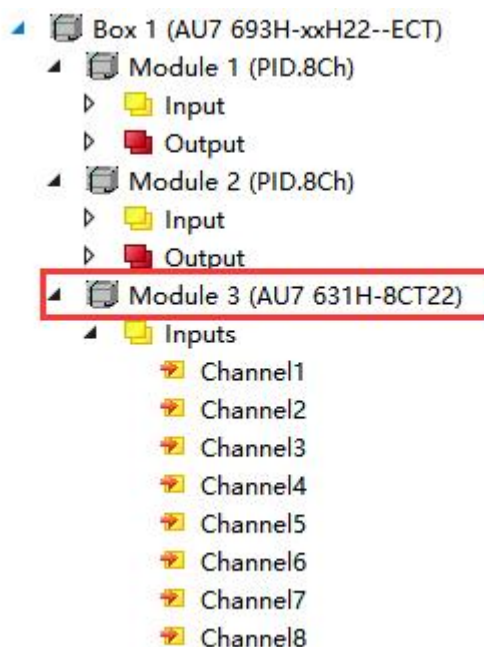 Box 1 (AU7 693H-xxH22--ECT)
Module 1 (PID.8Ch)
Input
Output
Module 2 (PID.8Ch)
Input
Output
Module 3 (AU7 631H-8CT22)
Inputs
Channel1
Channel2
Channel3
Channel4
Channel5
Channel6
Channel7
Channel8